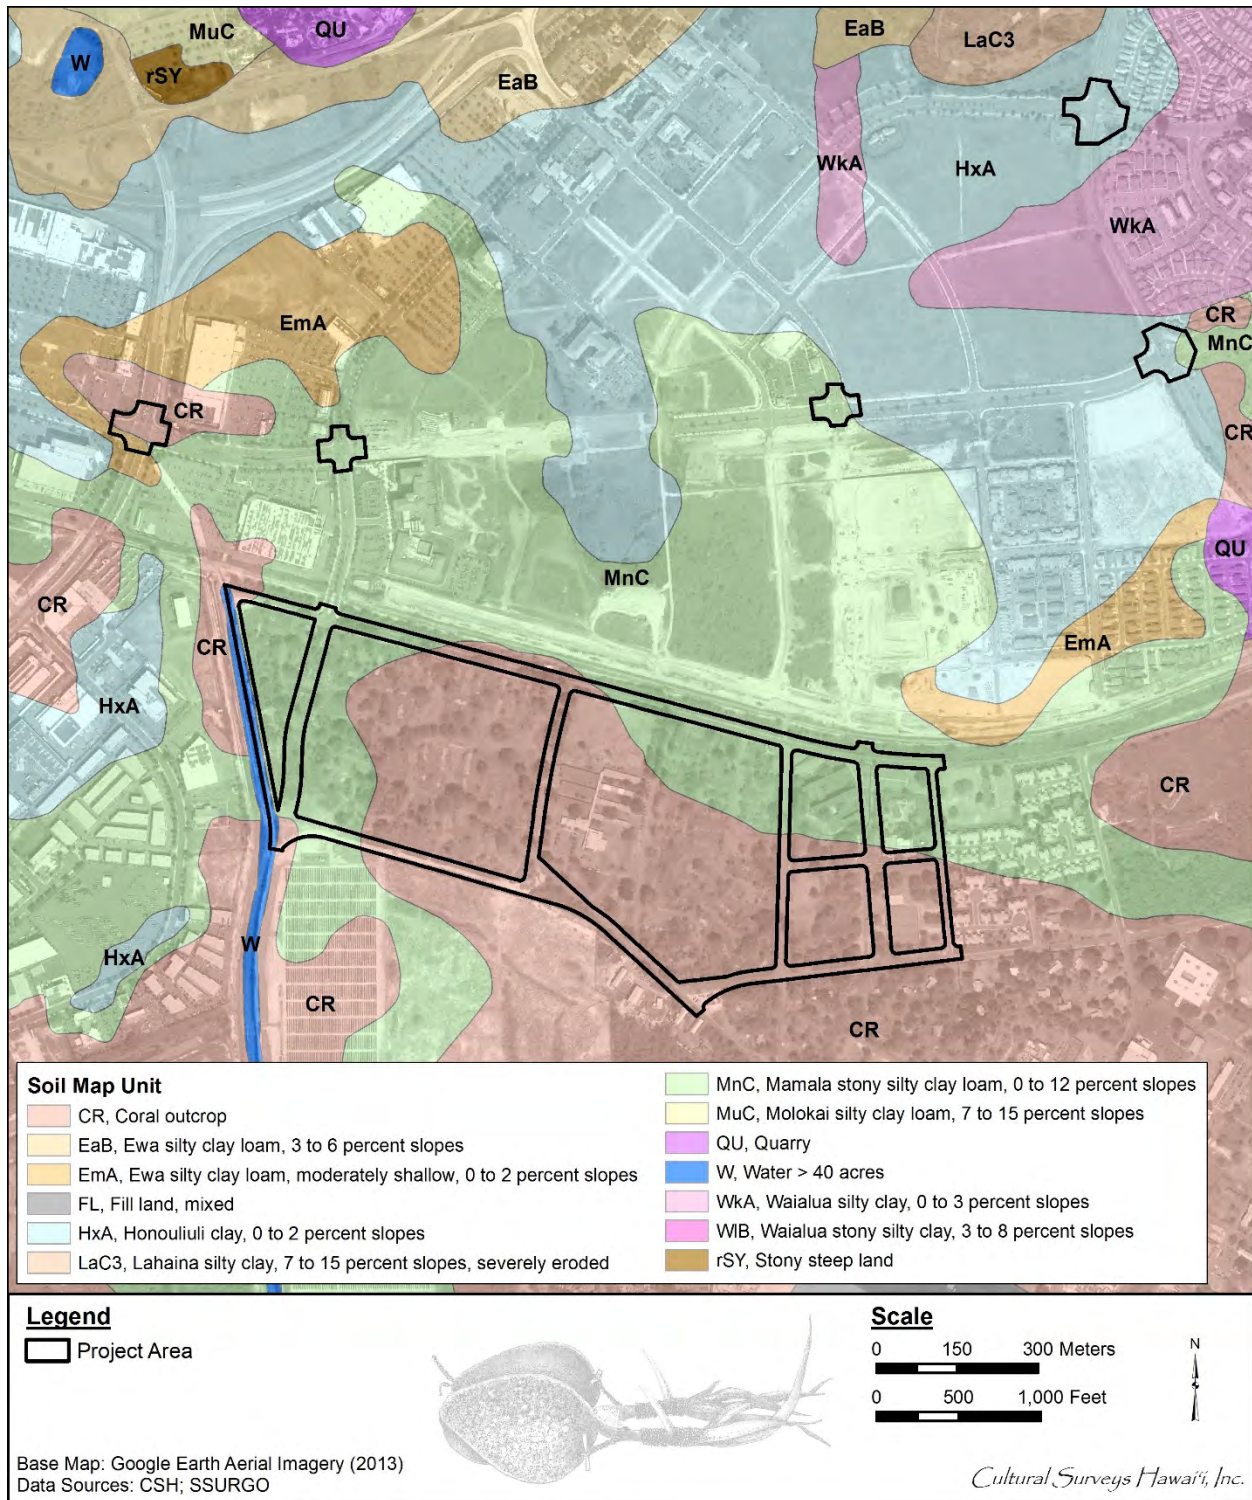 MuC
QU
EaB
LaC3
W
rSY
EaB
WkA
HxA
WkA
CR
MnC
EmA
CR
CR
QU
MnC
CR
EmA
CR
HxA
CR
HxA
W
CR
CR
Soil Map Unit
CR, Coral outcrop
EaB, Ewa silty clay loam, 3 to 6 percent slopes
EmA, Ewa silty clay loam, moderately shallow, 0 to 2 percent slopes
FL, Fill land, mixed
HxA, Honouliuli clay, 0 to 2 percent slopes
LaC3, Lahaina silty clay, 7 to 15 percent slopes, severely eroded
MnC, Mamala stony silty clay loam, 0 to 12 percent slopes
MuC, Molokai silty clay loam, 7 to 15 percent slopes
QU, Quarry
W, Water > 40 acres
WkA, Waialua silty clay, 0 to 3 percent slopes
WlB, Waialua stony silty clay, 3 to 8 percent slopes
rSY, Stony steep land
Legend
Project Area
Base Map: Google Earth Aerial Imagery (2013)
Data Sources: CSH; SSURGO
Scale
0 150 300 Meters
0 500 1,000 Feet
N
Cultural Surveys Hawaiʻi, Inc.